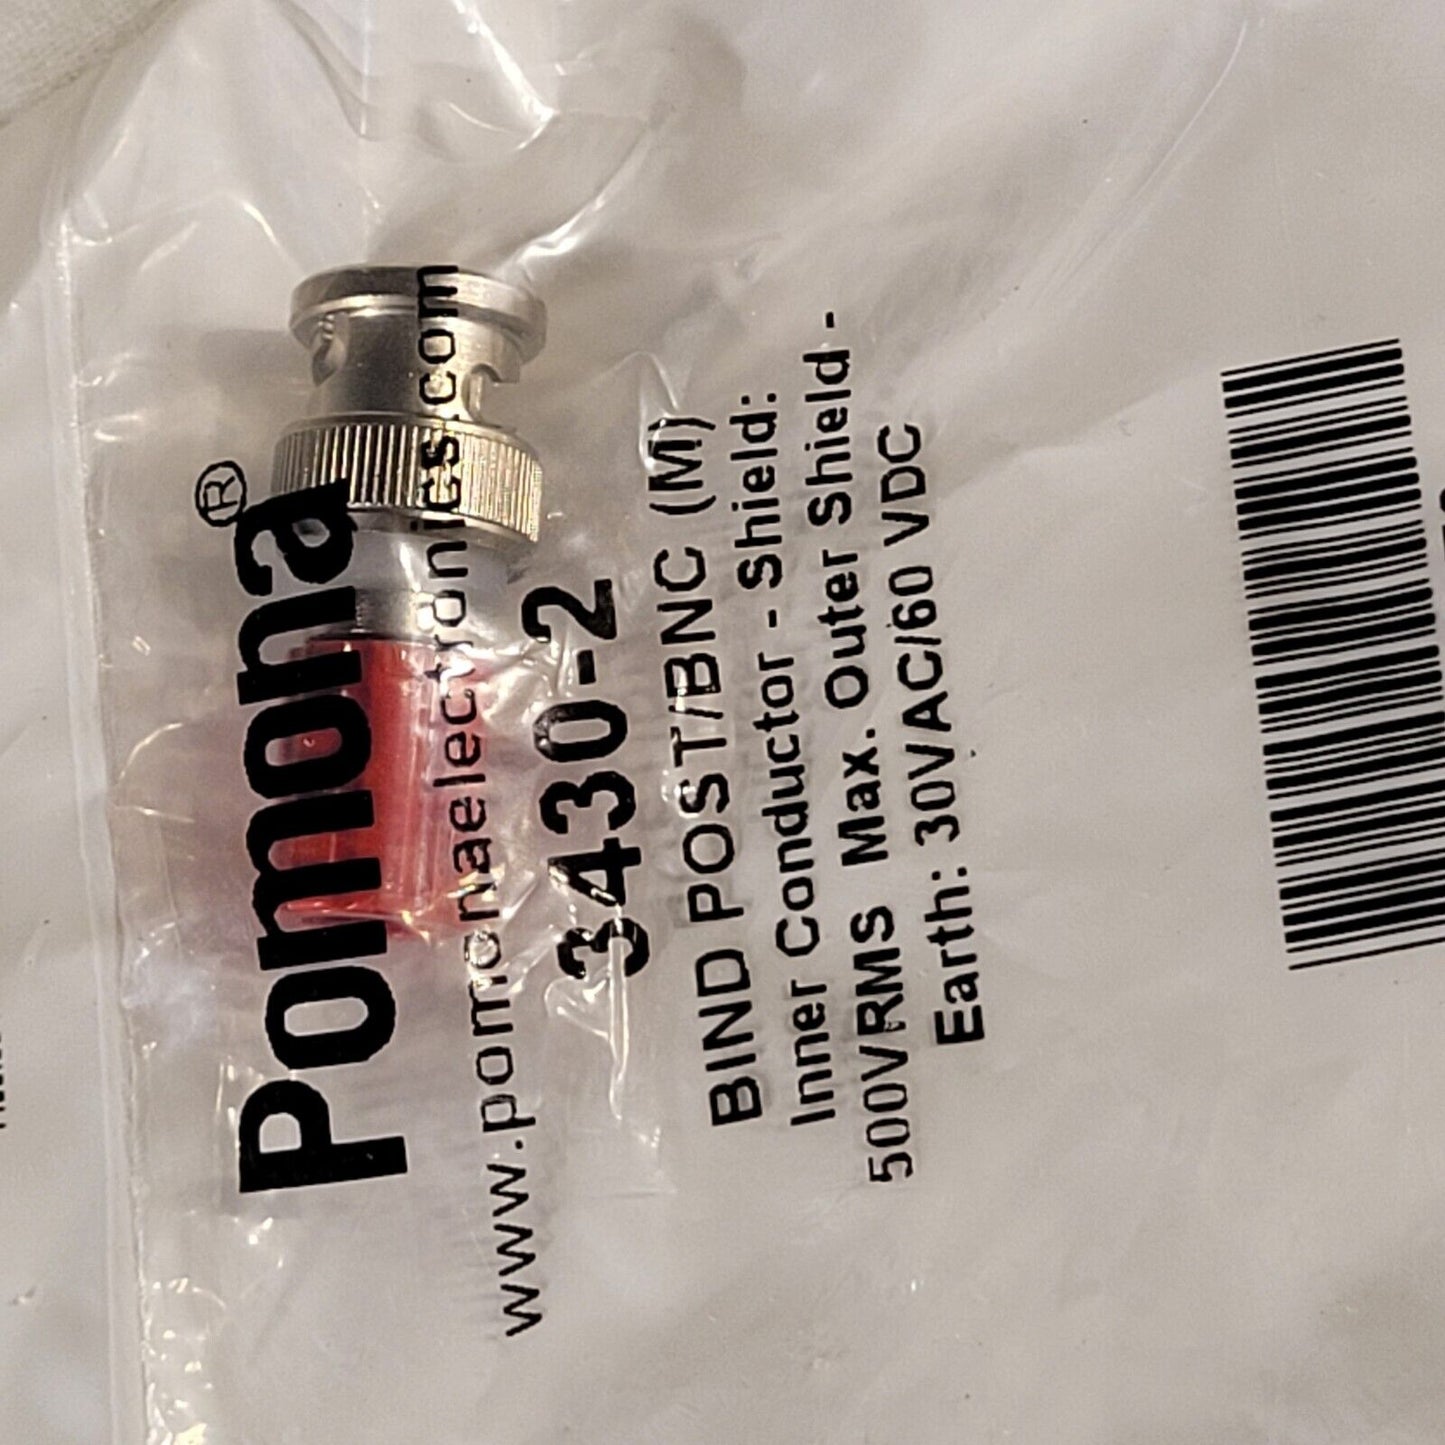 Pomona®
www.pomonaelectronics.com
3430-2
BIND POST/BNC (M)
Inner Conductor - Shield:
500VRMS Max. Outer Shield -
Earth: 30VAC/60 VDC